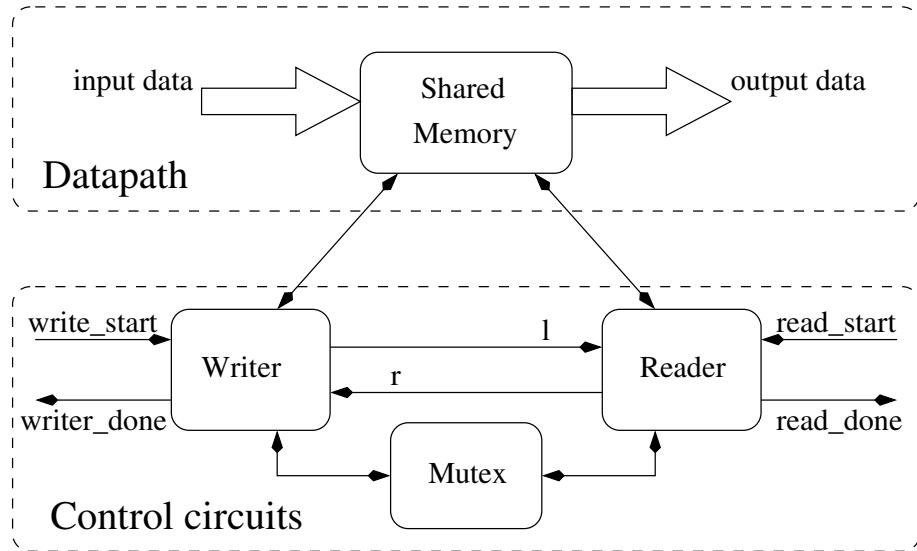 input data
Shared
Memory
output data
Datapath
write_start
l
read_start
Writer
r
Reader
writer_done
read_done
Mutex
Control circuits